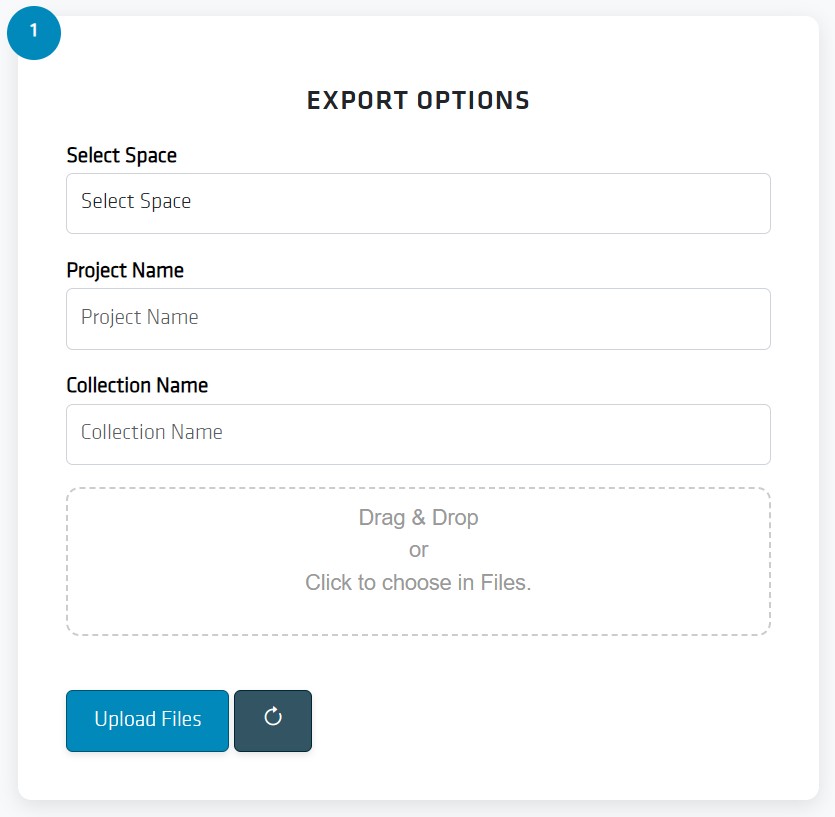 1
EXPORT OPTIONS
Select Space
Select Space
Project Name
Project Name
Collection Name
Collection Name
Drag & Drop
or
Click to choose in Files.
Upload Files